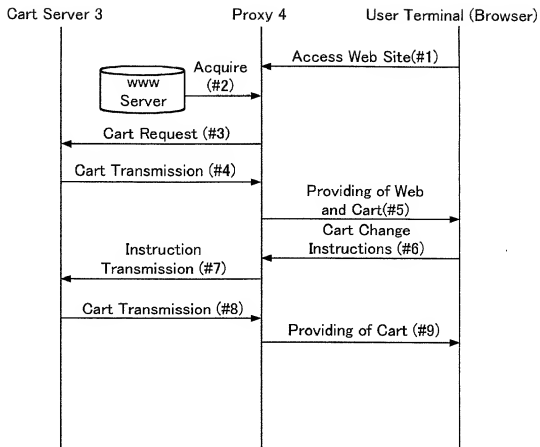 Cart Server 3
Proxy 4
User Terminal (Browser)
Access Web Site(#1)
Acquire
(#2)
WWW
Server
Cart Request (#3)
Cart Transmission (#4)
Providing of Web
and Cart(#5)
Cart Change
Instructions (#6)
Instruction
Transmission (#7)
Cart Transmission (#8)
Providing of Cart (#9)